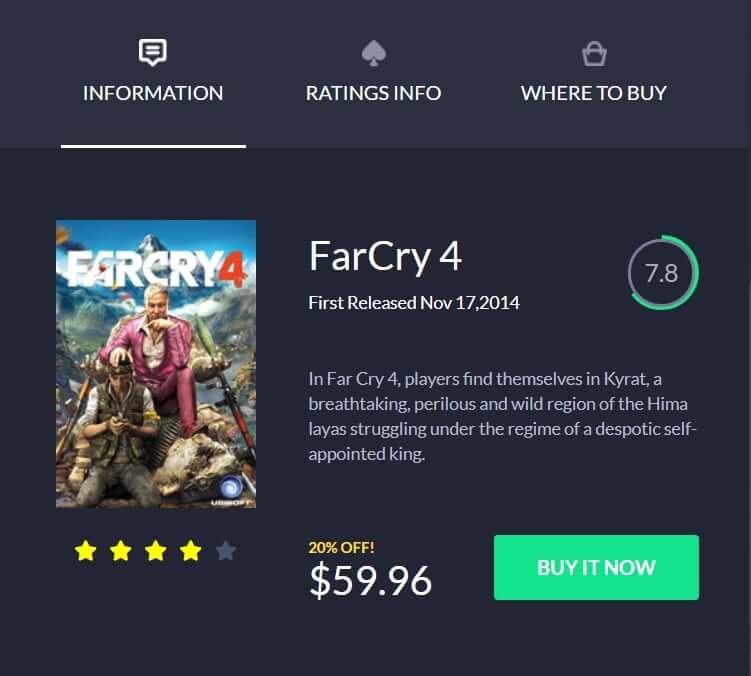 INFORMATION
RATINGS INFO
WHERE TO BUY
FARCRY4
UBISOFT
FarCry 4
7.8
First Released Nov 17,2014
In Far Cry 4, players find themselves in Kyrat, a
breathtaking, perilous and wild region of the Hima
layas struggling under the regime of a despotic self-
appointed king.
20% OFF!
$59.96
BUY IT NOW